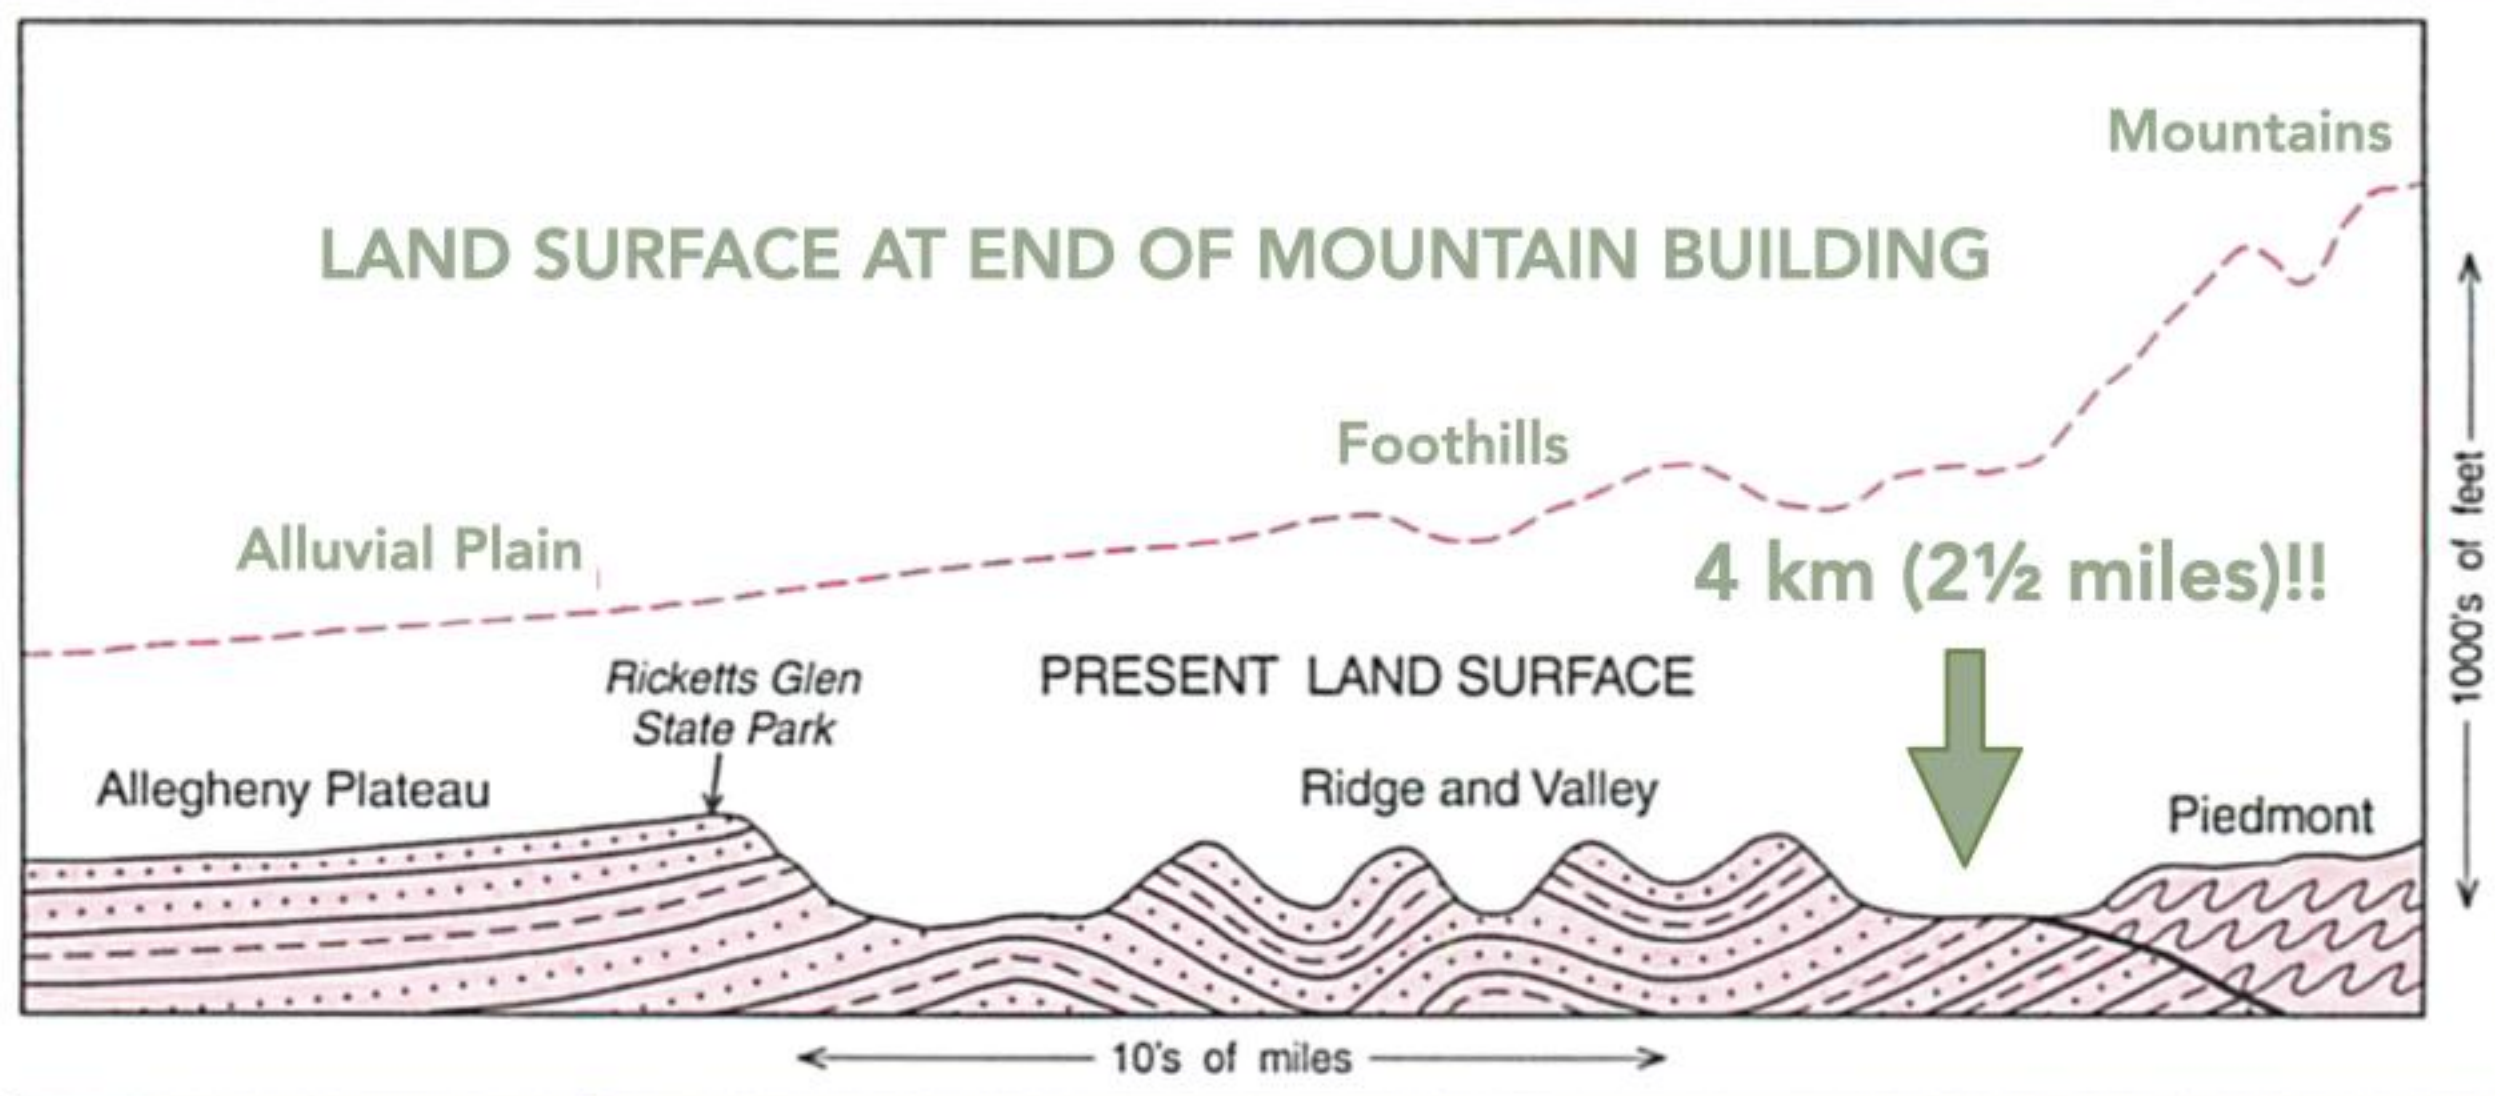 Mountains
LAND SURFACE AT END OF MOUNTAIN BUILDING
Foothills
Alluvial Plain
4 km (2½ miles)!!
Ricketts Glen
State Park
PRESENT LAND SURFACE
Allegheny Plateau
Ridge and Valley
Piedmont
1000's of feet
10's of miles